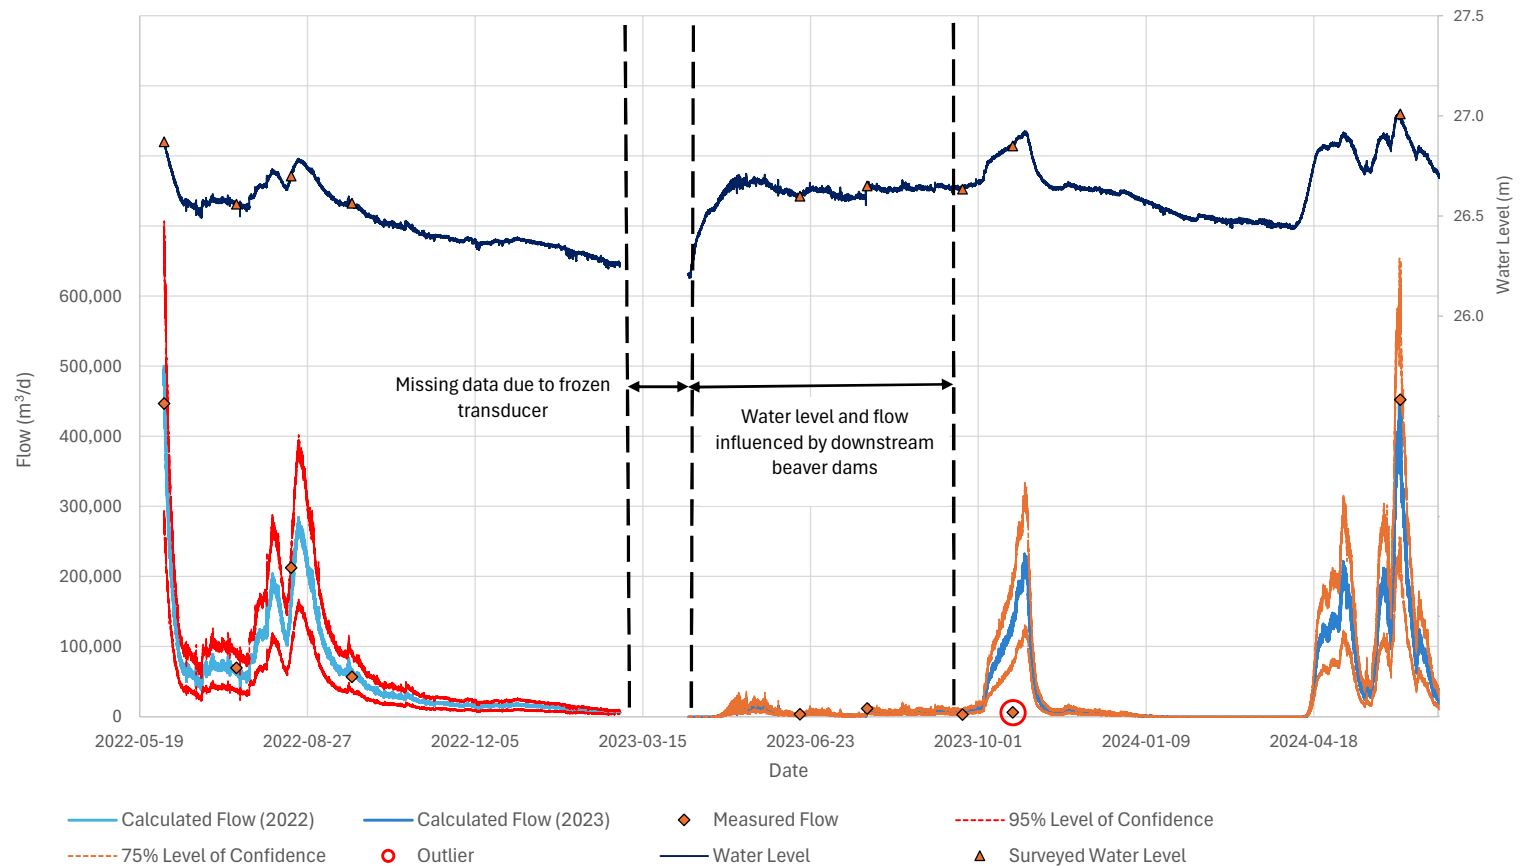 27.5
27.0
26.5
26.0
Water Level (m)
600,000
500,000
400,000
300,000
200,000
100,000
0
Flow (m³/d)
Missing data due to frozen
transducer
Water level and flow
influenced by downstream
beaver dams
2022-05-19
2022-08-27
2022-12-05
2023-03-15
2023-06-23
2023-10-01
2024-01-09
2024-04-18
Date
Calculated Flow (2022)
Calculated Flow (2023)
Measured Flow
95% Level of Confidence
75% Level of Confidence
Outlier
Water Level
Surveyed Water Level